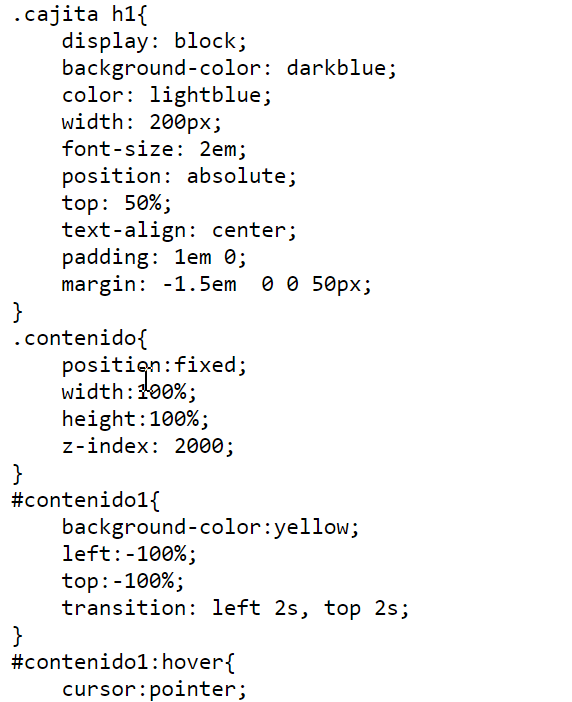 .cajita h1{
    display: block;
    background-color: darkblue;
    color: lightblue;
    width: 200px;
    font-size: 2em;
    position: absolute;
    top: 50%;
    text-align: center;
    padding: 1em 0;
    margin: -1.5em  0 0 50px;
}
.contenido{
    position:fixed;
    width:100%;
    height:100%;
    z-index: 2000;
}
#contenido1{
    background-color:yellow;
    left:-100%;
    top:-100%;
    transition: left 2s, top 2s;
}
#contenido1:hover{
    cursor:pointer;